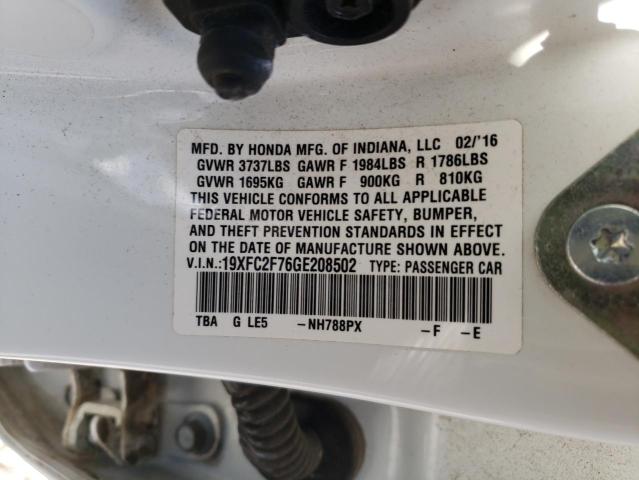 MFD. BY HONDA MFG. OF INDIANA, LLC 02/'16
GVWR 3737LBS GAWR F 1984LBS R 1786LBS
GVWR 1695KG GAWR F 900KG R 810KG
THIS VEHICLE CONFORMS TO ALL APPLICABLE
FEDERAL MOTOR VEHICLE SAFETY, BUMPER,
AND THEFT PREVENTION STANDARDS IN EFFECT
ON THE DATE OF MANUFACTURE SHOWN ABOVE.
V.I.N.:19XFC2F76GE208502 TYPE: PASSENGER CAR
TBA G LE5 -NH788PX -F -E